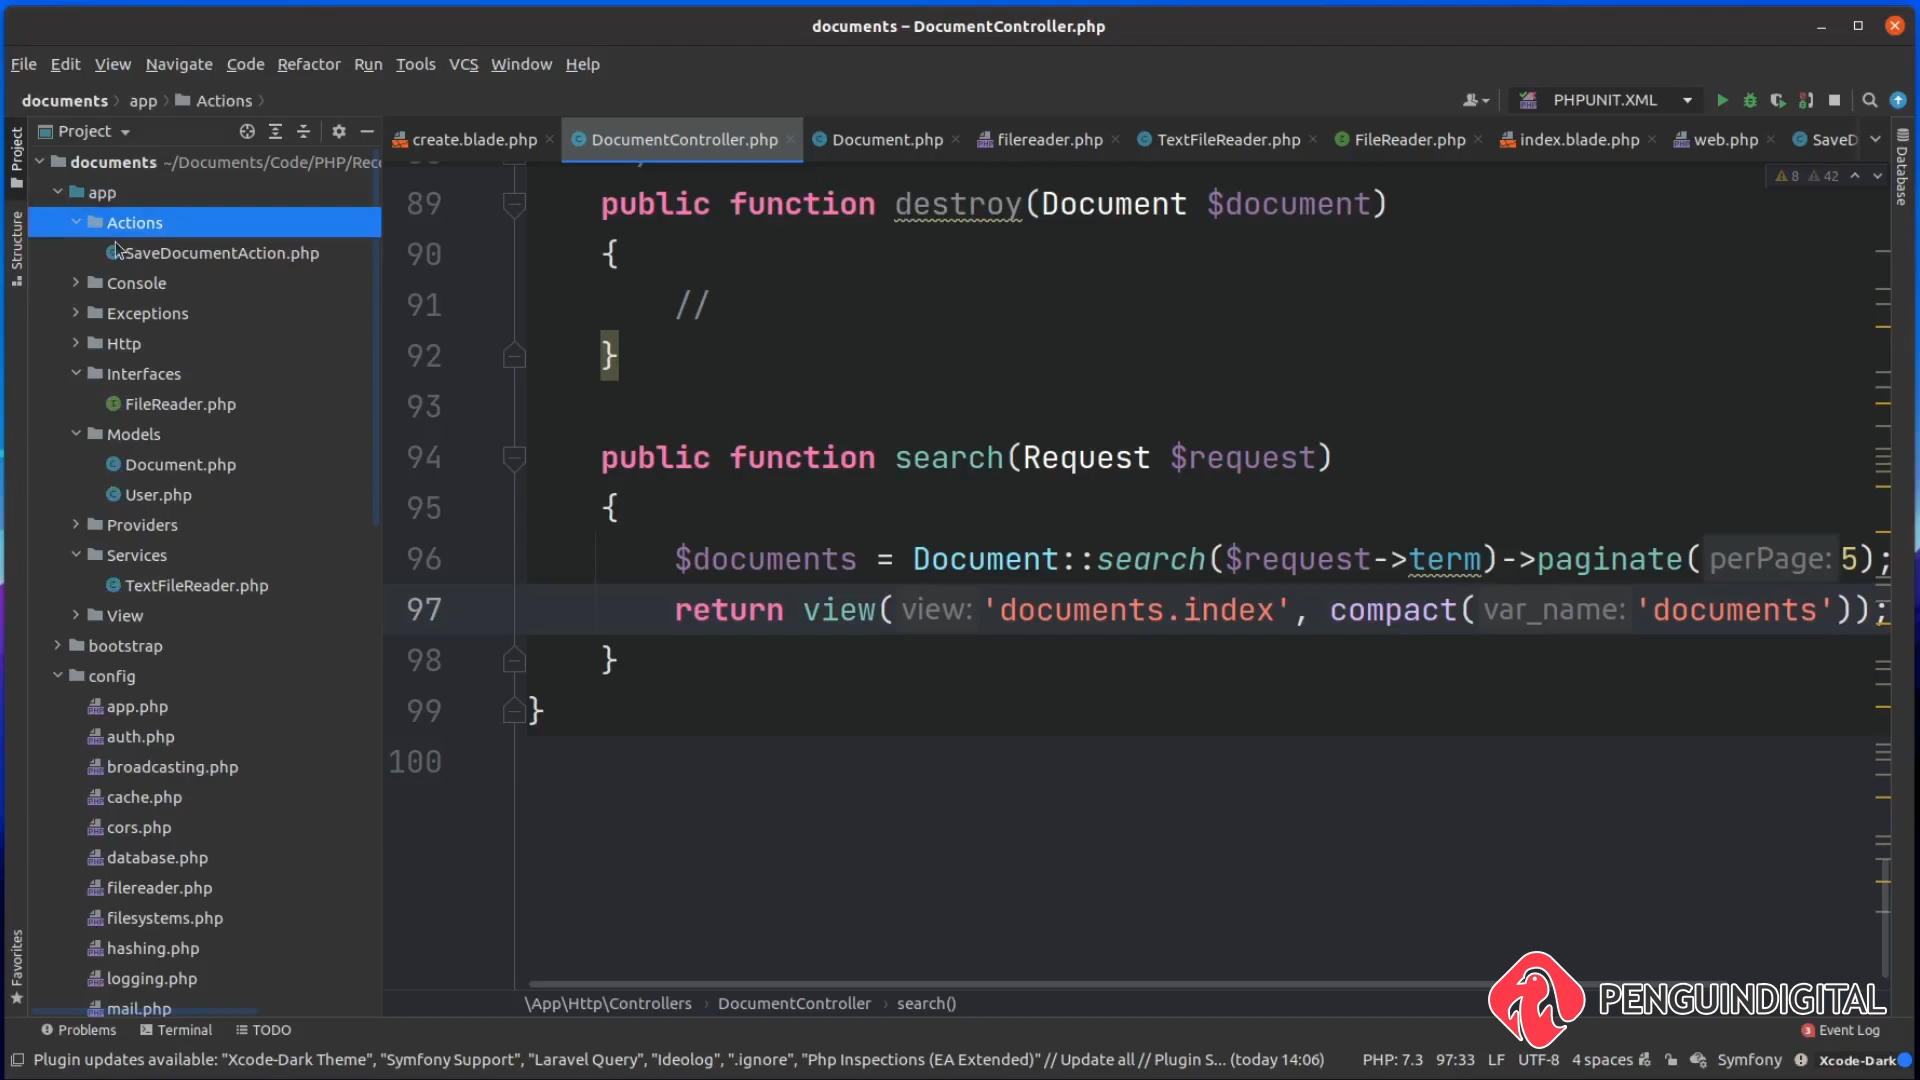 documents – DocumentController.php
File Edit View Navigate Code Refactor Run Tools VCS Window Help
documents app Actions
PHPUNIT.XML
Project
create.blade.php DocumentController.php Document.php filereader.php TextFileReader.php FileReader.php index.blade.php web.php SaveD
8 42
Project
Structure
Favorites
Database
documents ~/Documents/Code/PHP/Reco
app
Actions
SaveDocumentAction.php
Console
Exceptions
Http
Interfaces
FileReader.php
Models
Document.php
User.php
Providers
Services
TextFileReader.php
View
bootstrap
config
app.php
auth.php
broadcasting.php
cache.php
cors.php
database.php
filereader.php
filesystems.php
hashing.php
logging.php
mail.php
89 public function destroy(Document $document)
90 {
91 //
92 }
93
94 public function search(Request $request)
95 {
96 $documents = Document::search($request->term)->paginate( perPage: 5);
97 return view( view: 'documents.index', compact( var_name: 'documents'));
98 }
99 }
100
\App\Http\Controllers › DocumentController › search()
PENGUINDIGITAL
Problems Terminal TODO
3 Event Log
Plugin updates available: "Xcode-Dark Theme", "Symfony Support", "Laravel Query", "Ideolog", ".ignore", "Php Inspections (EA Extended)" // Update all // Plugin S... (today 14:06) PHP: 7.3 97:33 LF UTF-8 4 spaces Symfony Xcode-Dark